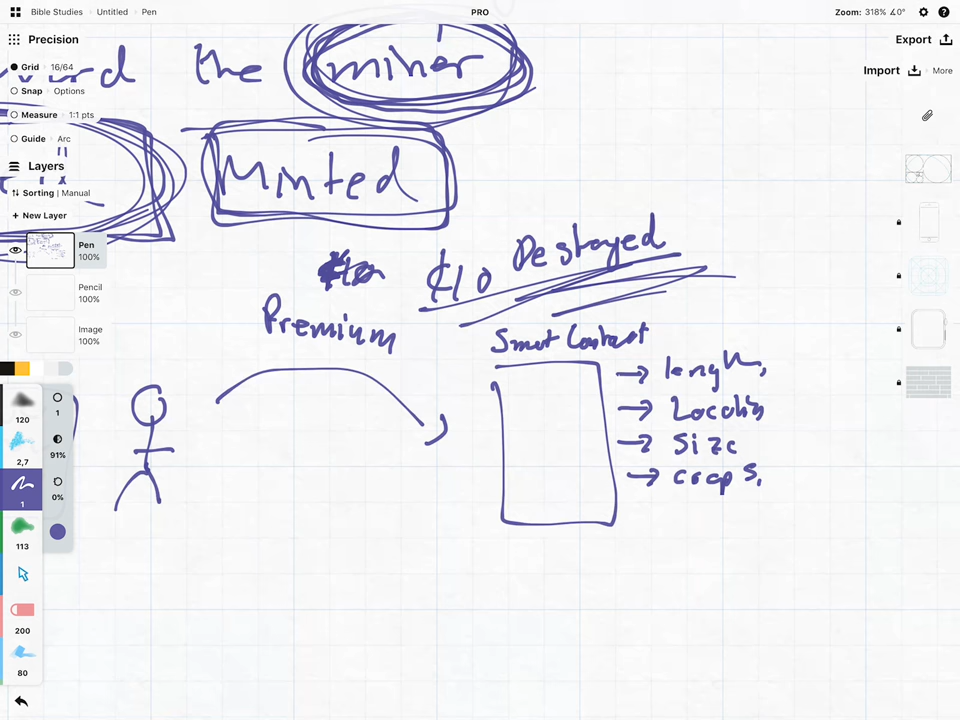 Bible Studies Untitled Pen
PRO
Zoom: 318% ∡0°
Precision
Export
Import
More
Grid 16/64
Snap Options
Measure 1:1 pts
Guide Arc
Layers
Sorting | Manual
+ New Layer
Pen
100%
Pencil
100%
Image
100%
120
2,7
1
113
200
80
1
91%
0%
the miner
Minted
¢10 Destroyed
Premium
Smart Contract
→ length,
→ Location
→ Size
→ crops,